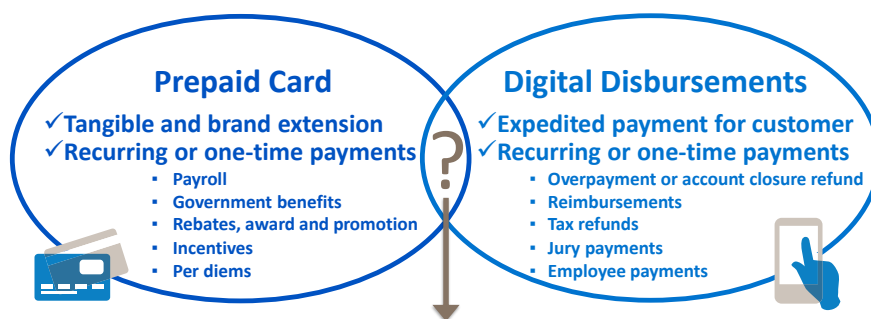 Prepaid Card
✓Tangible and brand extension
✓Recurring or one-time payments
▪ Payroll
▪ Government benefits
▪ Rebates, award and promotion
▪ Incentives
▪ Per diems
?
Digital Disbursements
✓Expedited payment for customer
✓Recurring or one-time payments
▪ Overpayment or account closure refund
▪ Reimbursements
▪ Tax refunds
▪ Jury payments
▪ Employee payments